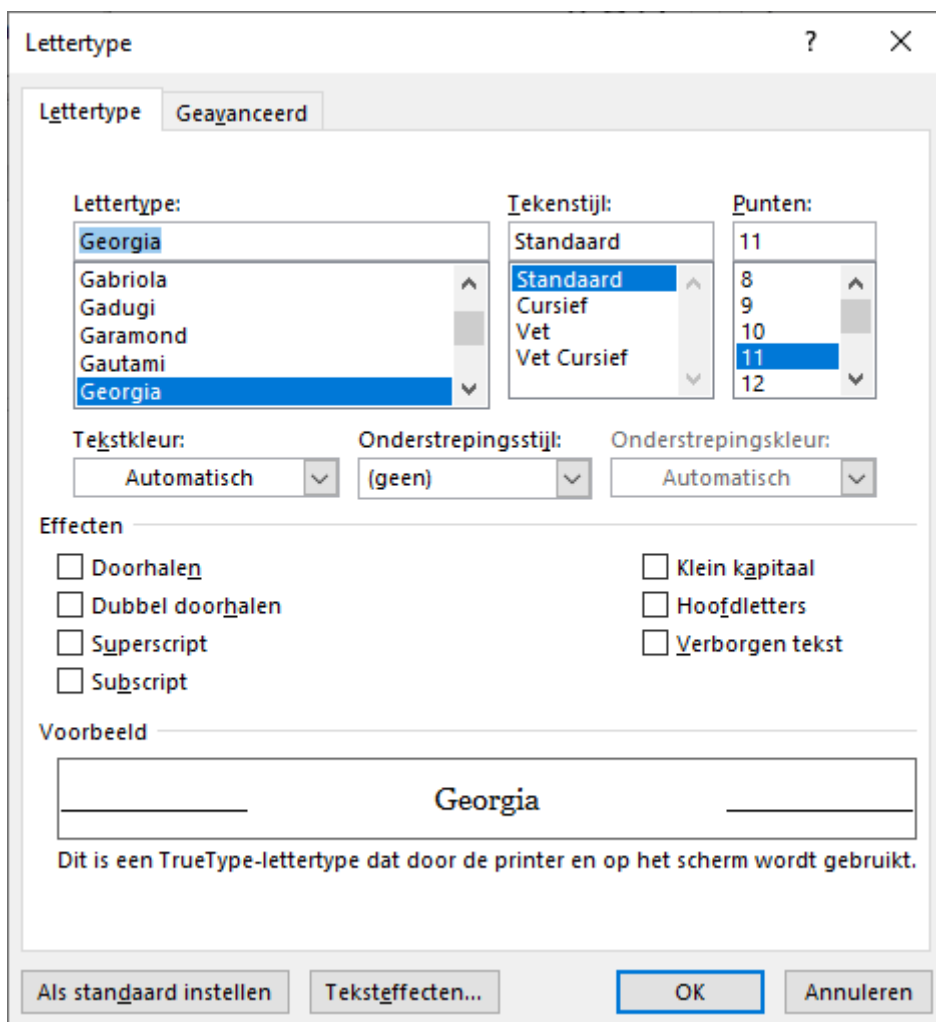 Lettertype ? ×
Lettertype Geavanceerd
Lettertype: Tekenstijl: Punten:
Georgia Standaard 11
Gabriola Standaard 8
Gadugi Cursief 9
Garamond Vet 10
Gautami Vet Cursief 11
Georgia 12
Tekstkleur: Onderstrepingsstijl: Onderstrepingskleur:
Automatisch (geen) Automatisch
Effecten
Doorhalen Klein kapitaal
Dubbel doorhalen Hoofdletters
Superscript Verborgen tekst
Subscript
Voorbeeld
Georgia
Dit is een TrueType-lettertype dat door de printer en op het scherm wordt gebruikt.
Als standaard instellen Teksteffecten... OK Annuleren